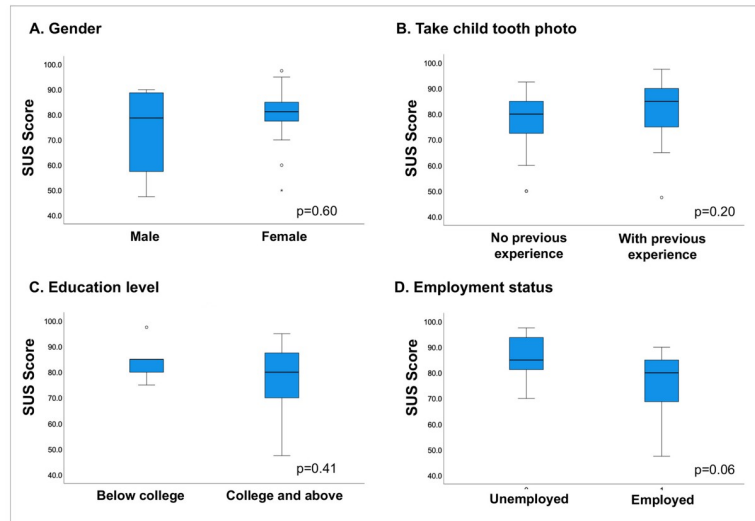 A. Gender
100.0
90.0
80.0
70.0
60.0
50.0
40.0
SUS Score
p=0.60
Male Female
B. Take child tooth photo
100.0
90.0
80.0
70.0
60.0
50.0
40.0
SUS Score
p=0.20
No previous experience
With previous experience
C. Education level
100.0
90.0
80.0
70.0
60.0
50.0
40.0
SUS Score
p=0.41
Below college College and above
D. Employment status
100.0
90.0
80.0
70.0
60.0
50.0
40.0
SUS Score
p=0.06
Unemployed Employed